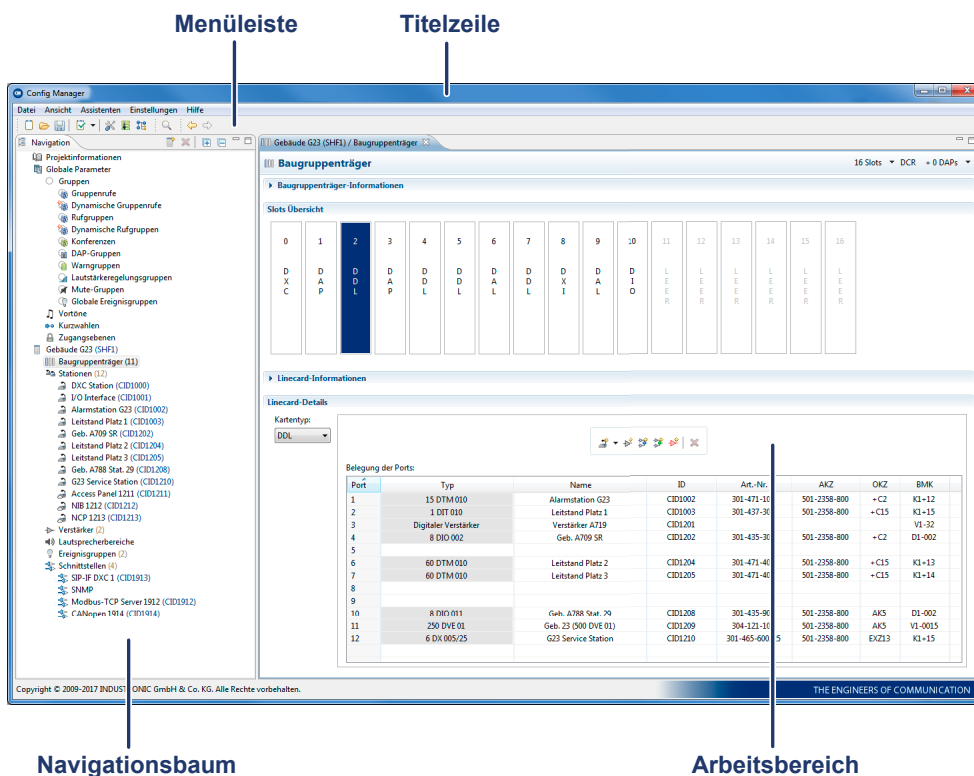 Menüleiste
Titelzeile
Config Manager
Datei Ansicht Assistenten Einstellungen Hilfe
Navigation
Projektinformationen
Globale Parameter
Gruppen
Gruppenrufe
Dynamische Gruppenrufe
Rufgruppen
Dynamische Rufgruppen
Konferenzen
DAP-Gruppen
Warngruppen
Lautstärkeregelungsgruppen
Mute-Gruppen
Globale Ereignisgruppen
Vortöne
Kurzwahlen
Zugangsebenen
Gebäude G23 (SHF1)
Baugruppenträger (11)
Stationen (12)
DXC Station (CID1000)
I/O Interface (CID1001)
Alarmstation G23 (CID1002)
Leitstand Platz 1 (CID1003)
Geb. A709 SR (CID1202)
Leitstand Platz 2 (CID1204)
Leitstand Platz 3 (CID1205)
Geb. A788 Stat. 29 (CID1208)
G23 Service Station (CID1210)
Access Panel 1211 (CID1211)
NIB 1212 (CID1212)
NCP 1213 (CID1213)
Verstärker (2)
Lautsprecherbereiche
Ereignisgruppen (2)
Schnittstellen (4)
SIP-IF DXC 1 (CID1913)
SNMP
Modbus-TCP Server 1912 (CID1912)
CANopen 1914 (CID1914)
Gebäude G23 (SHF1) / Baugruppenträger
Baugruppenträger
16 Slots DCR + 0 DAPs
Baugruppenträger-Informationen
Slots Übersicht
0 1 2 3 4 5 6 7 8 9 10 11 12 13 14 15 16
DXC DAP DDL DAP DDL DDL DAL DDL DXI DAL DIO LEER LEER LEER LEER LEER LEER
Linecard-Informationen
Linecard-Details
Kartentyp:
DDL
Belegung der Ports:
Port Typ Name ID Art.-Nr. AKZ OKZ BMK
1 15 DTM 010 Alarmstation G23 CID1002 301-471-10 501-2358-800 +C2 K1+12
2 1 DIT 010 Leitstand Platz 1 CID1003 301-437-30 501-2358-800 +C15 K1+15
3 Digitaler Verstärker Verstärker A719 CID1201 V1-32
4 8 DIO 002 Geb. A709 SR CID1202 301-435-30 501-2358-800 +C2 D1-002
5
6 60 DTM 010 Leitstand Platz 2 CID1204 301-471-40 501-2358-800 +C15 K1+13
7 60 DTM 010 Leitstand Platz 3 CID1205 301-471-40 501-2358-800 +C15 K1+14
8
9
10 8 DIO 011 Geb. A788 Stat. 29 CID1208 301-435-90 501-2358-800 AK5 D1-002
11 250 DVE 01 Geb. 23 (500 DVE 01) CID1209 304-121-10 501-2358-800 AK5 V1-0015
12 6 DX 005/25 G23 Service Station CID1210 501-2358-800 EXZ13 K1+15
Copyright © 2009-2017 INDUSTRONIC GmbH & Co. KG. Alle Rechte vorbehalten.
THE ENGINEERS OF COMMUNICATION
Navigationsbaum
Arbeitsbereich